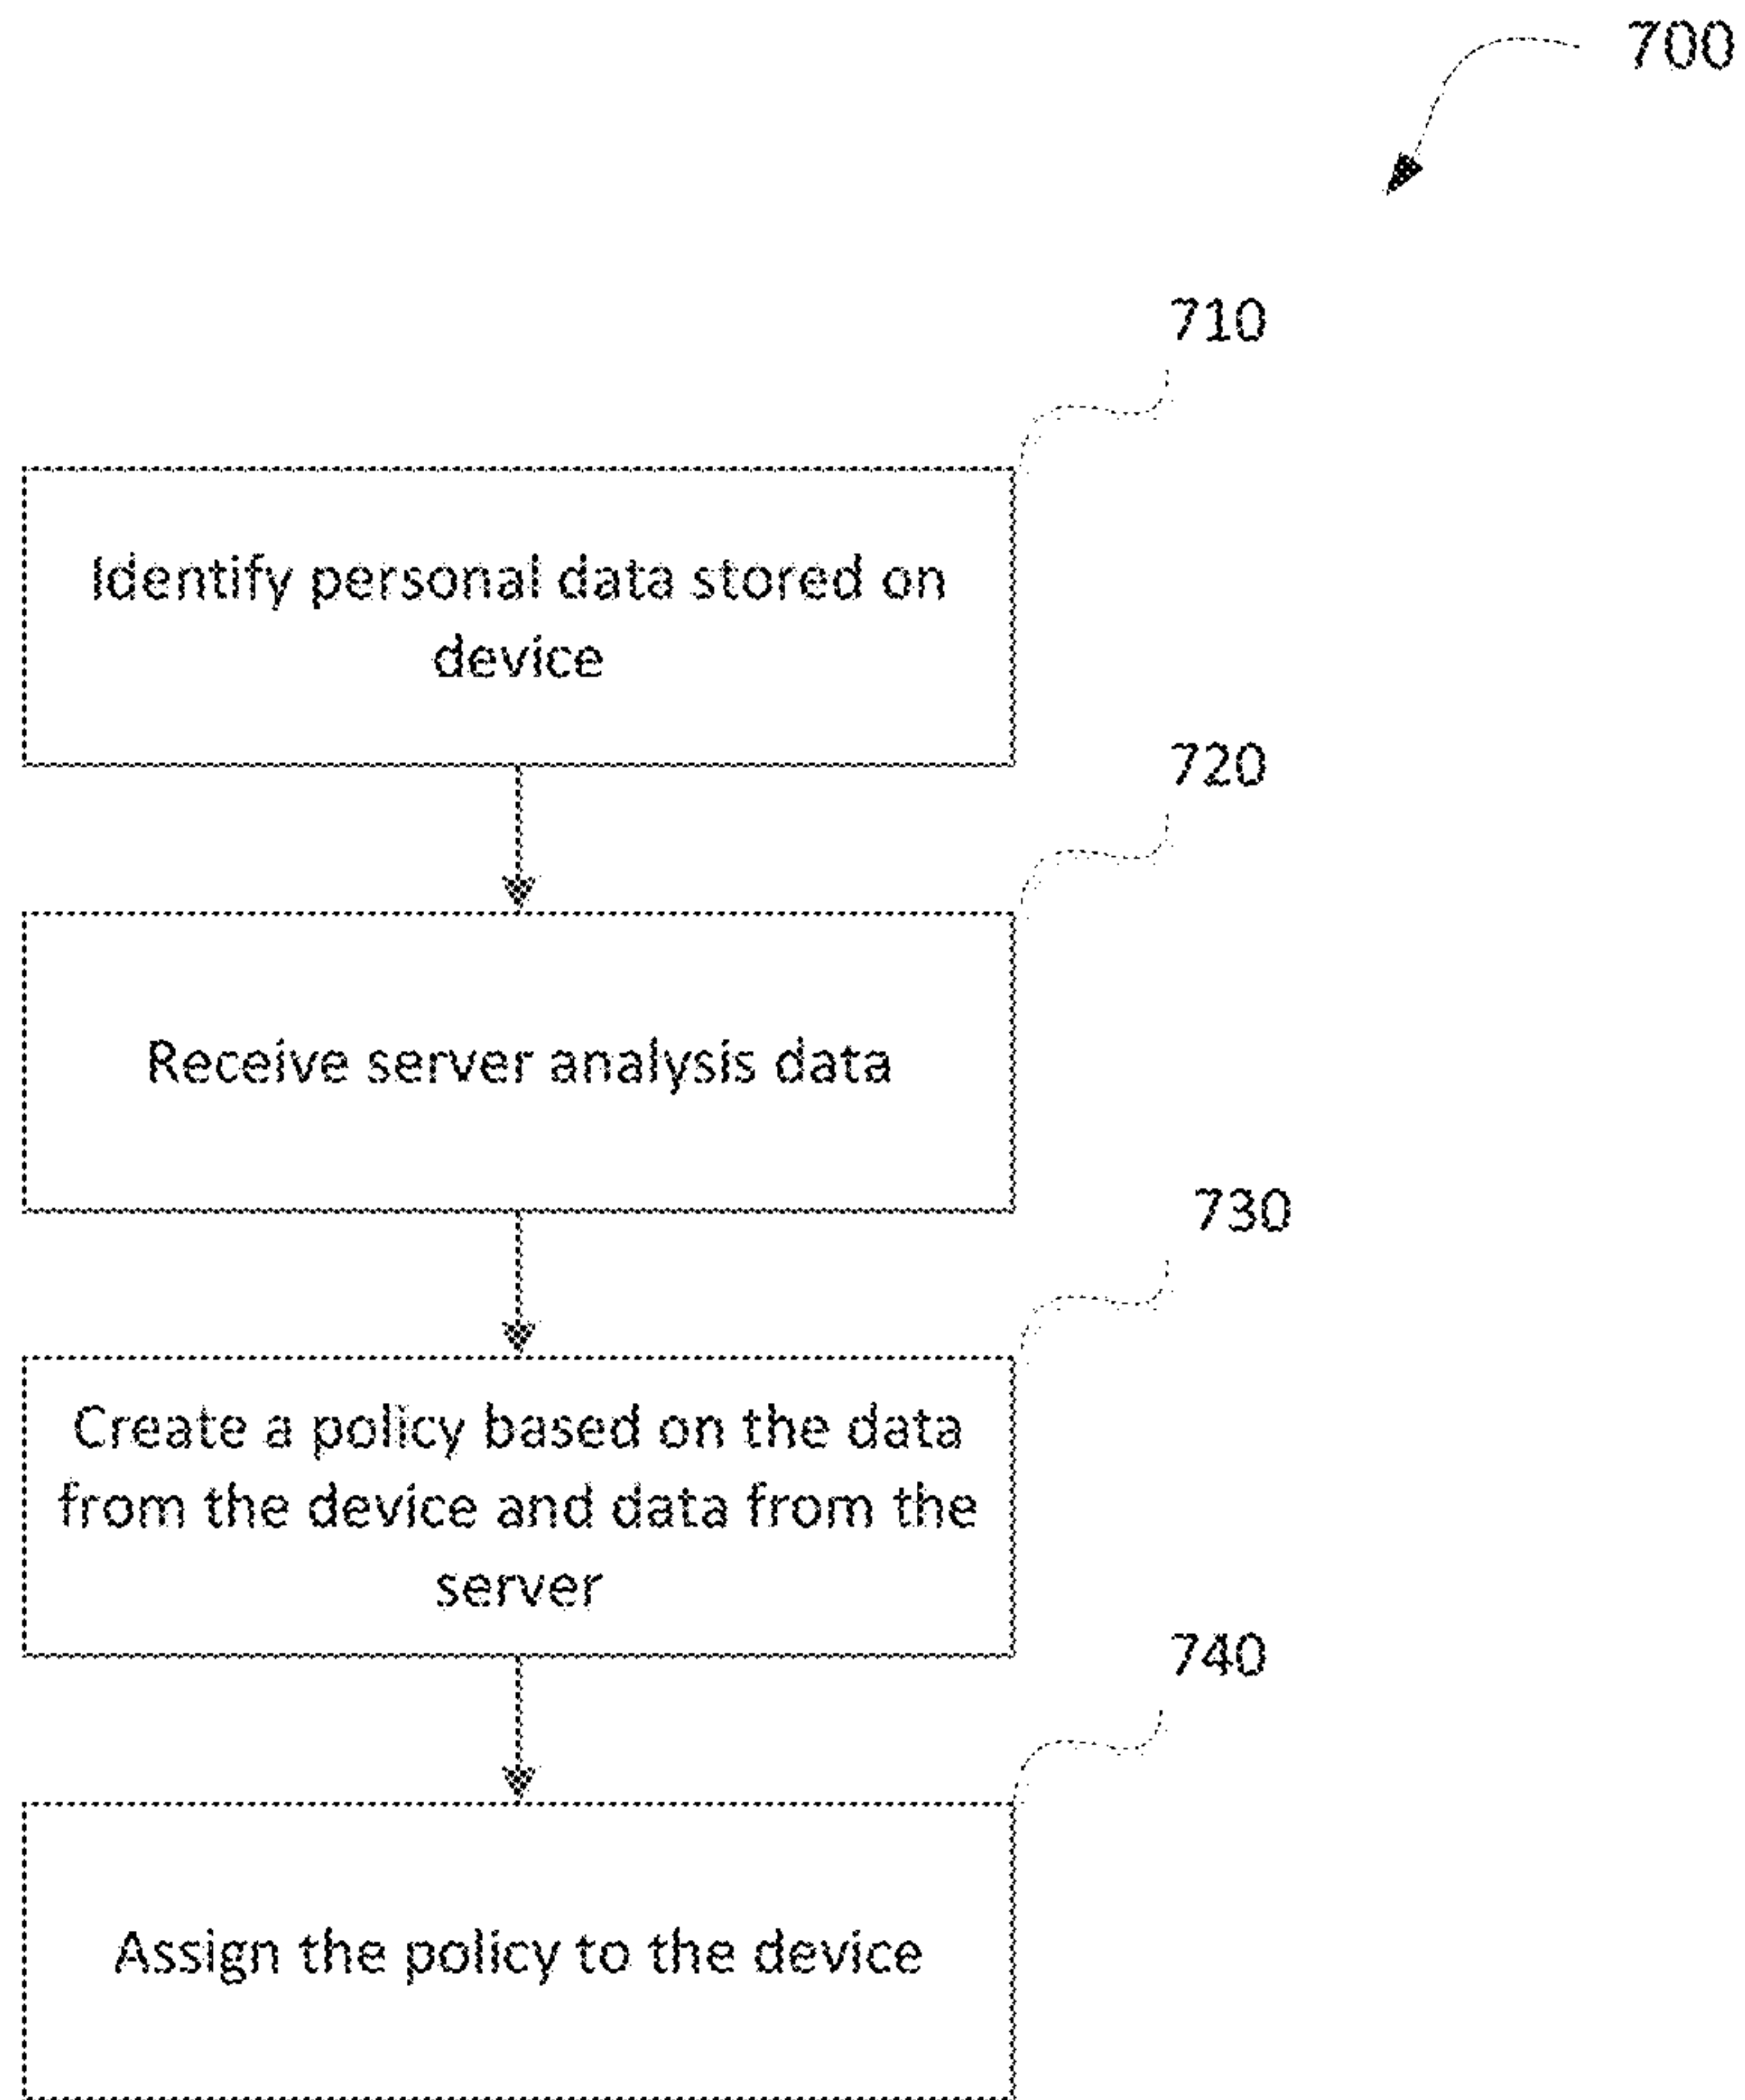 700
710
Identify personal data stored on
device
720
Receive server analysis data
730
Create a policy based on the data
from the device and data from the
server
740
Assign the policy to the device